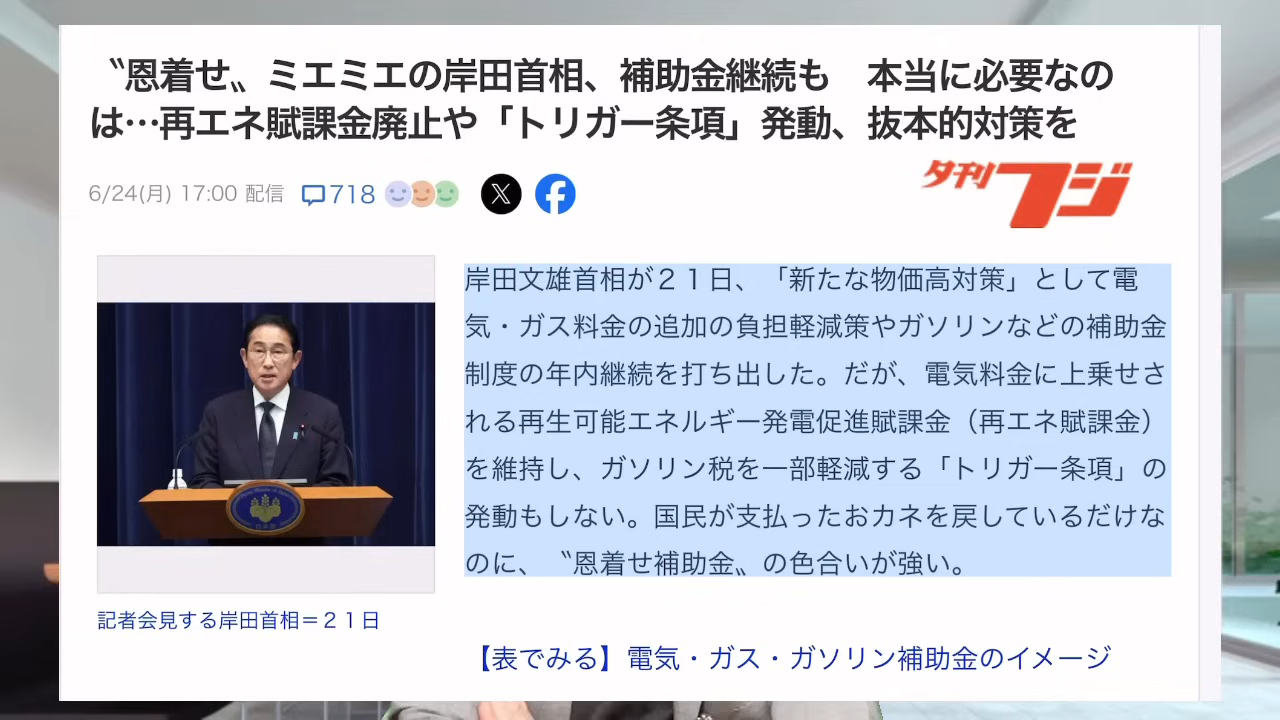 〝恩着せ〟ミエミエの岸田首相、補助金継続も　本当に必要なの
は…再エネ賦課金廃止や「トリガー条項」発動、抜本的対策を
6/24(月) 17:00 配信 718
夕刊フジ
岸田文雄首相が２１日、「新たな物価高対策」として電
気・ガス料金の追加の負担軽減策やガソリンなどの補助金
制度の年内継続を打ち出した。だが、電気料金に上乗せさ
れる再生可能エネルギー発電促進賦課金（再エネ賦課金）
を維持し、ガソリン税を一部軽減する「トリガー条項」の
発動もしない。国民が支払ったおカネを戻しているだけな
のに、〝恩着せ補助金〟の色合いが強い。
記者会見する岸田首相＝２１日
【表でみる】電気・ガス・ガソリン補助金のイメージ